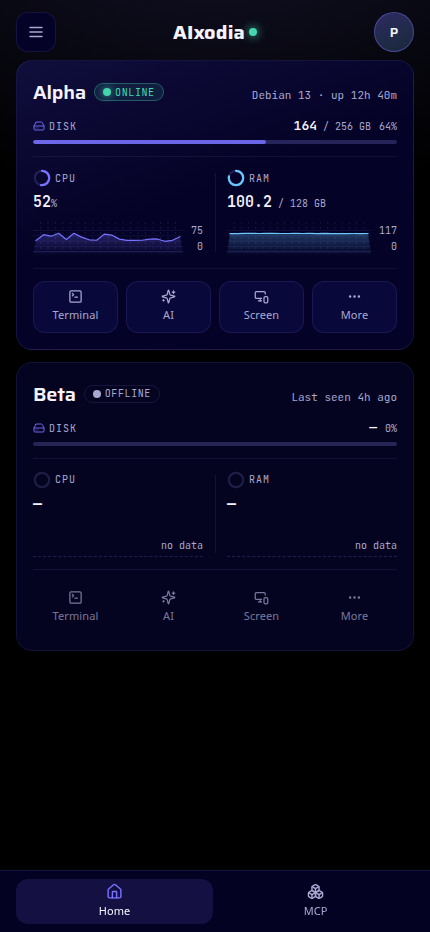 AIxodia
P
Alpha ONLINE Debian 13 · up 12h 40m
DISK 164 / 256 GB 64%
CPU RAM
52% 100.2 / 128 GB
75 117
0 0
Terminal AI Screen More
Beta OFFLINE Last seen 4h ago
DISK — 0%
CPU RAM
— —
no data no data
Terminal AI Screen More
Home MCP